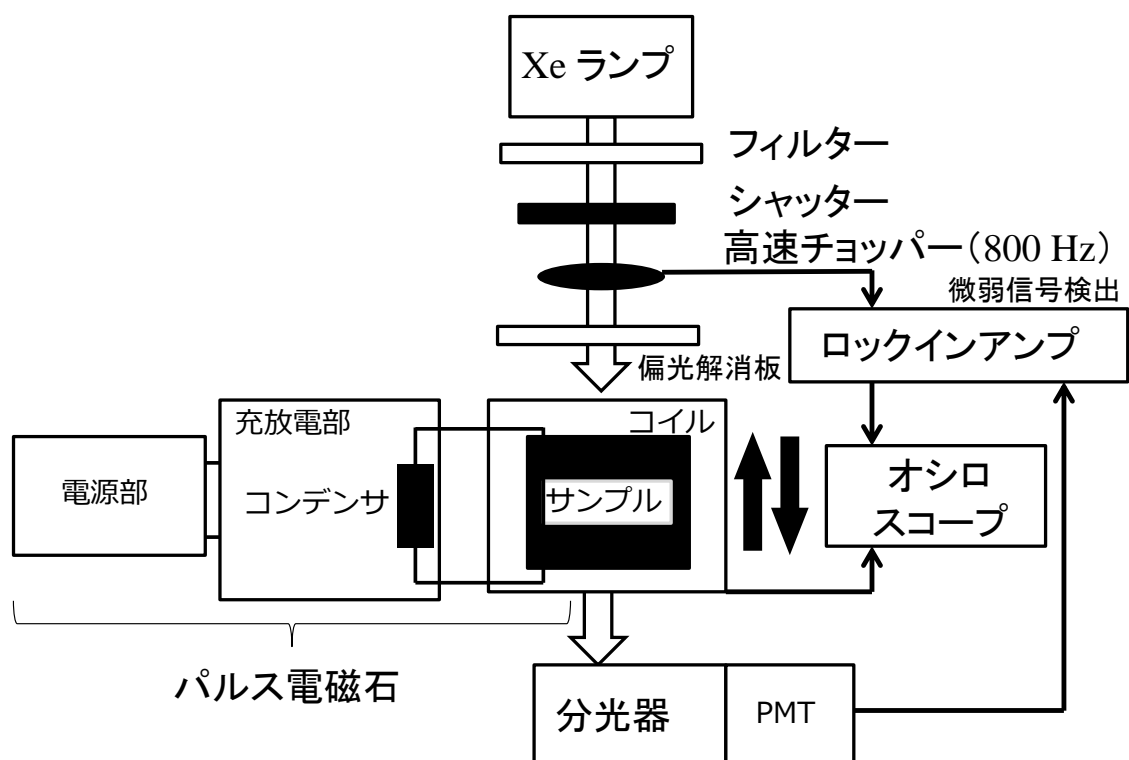 Xe ランプ
フィルター
シャッター
高速チョッパー（800 Hz）
微弱信号検出
ロックインアンプ
偏光解消板
充放電部
コイル
電源部
コンデンサ
サンプル
オシロ
スコープ
パルス電磁石
分光器
PMT